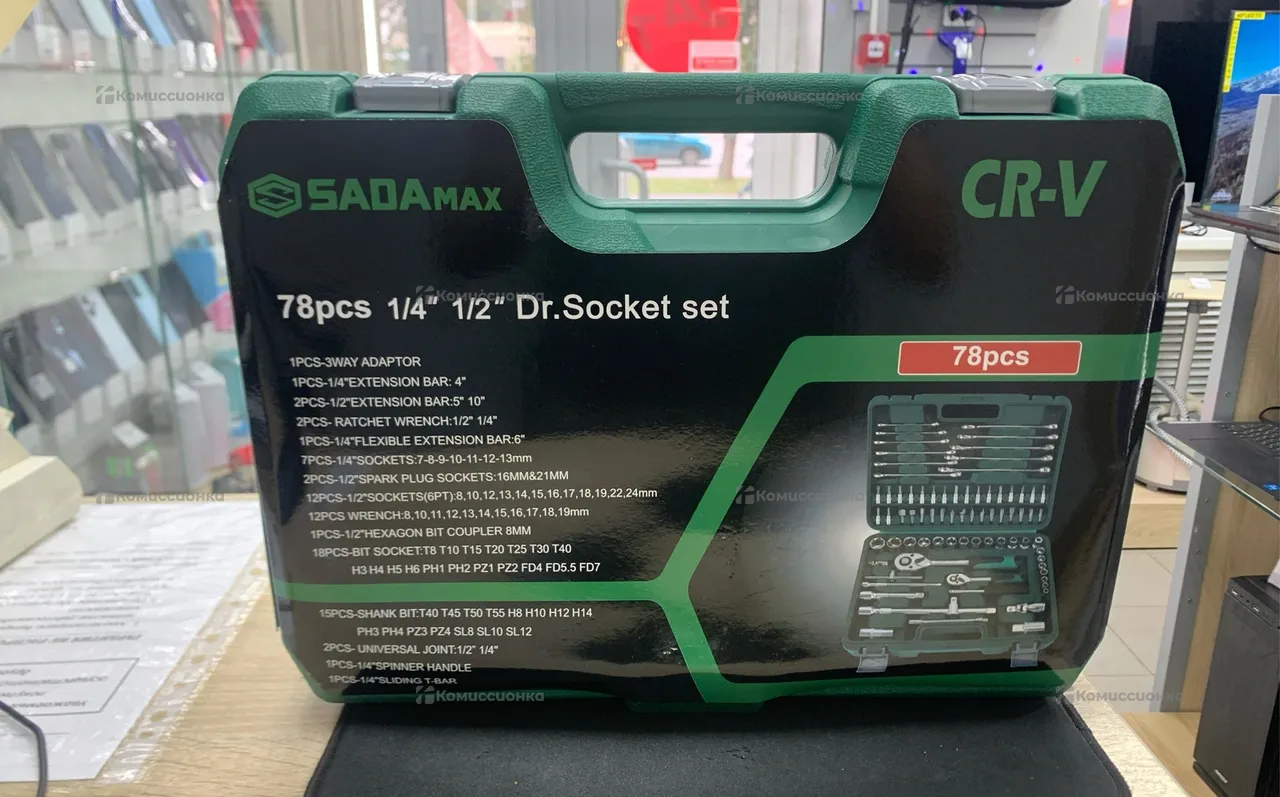 SADAMAX
CR-V
78pcs 1/4" 1/2" Dr.Socket set
78pcs
1PCS-3WAY ADAPTOR
1PCS-1/4"EXTENSION BAR: 4"
2PCS-1/2"EXTENSION BAR:5" 10"
2PCS- RATCHET WRENCH:1/2" 1/4"
1PCS-1/4"FLEXIBLE EXTENSION BAR:6"
7PCS-1/4"SOCKETS:7-8-9-10-11-12-13mm
2PCS-1/2"SPARK PLUG SOCKETS:16MM&21MM
12PCS-1/2"SOCKETS(6PT):8,10,12,13,14,15,16,17,18,19,22,24mm
12PCS WRENCH:8,10,11,12,13,14,15,16,17,18,19mm
1PCS-1/2"HEXAGON BIT COUPLER 8MM
18PCS-BIT SOCKET:T8 T10 T15 T20 T25 T30 T40
H3 H4 H5 H6 PH1 PH2 PZ1 PZ2 FD4 FD5.5 FD7
15PCS-SHANK BIT:T40 T45 T50 T55 H8 H10 H12 H14
PH3 PH4 PZ3 PZ4 SL8 SL10 SL12
2PCS- UNIVERSAL JOINT:1/2" 1/4"
1PCS-1/4"SPINNER HANDLE
1PCS-1/4"SLIDING T-BAR
Комиссионка
Комиссионка
Комиссионка
Комиссионка
Комиссионка
Комиссионка
Комиссионка
Комиссионка